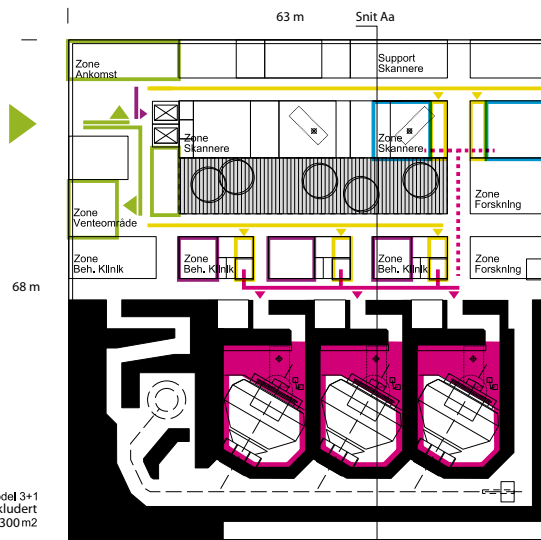 63 m
Snit Aa
Zone
Ankomst
Support
Skannere
Zone
Skannere
Zone
Skannere
Zone
Venteområde
Zone
Forskning
Zone
Beh. Klinik
Zone
Beh. Klinik
Zone
Beh. Klinik
Zone
Forskning
68 m
del 3+1
kludert
300 m2